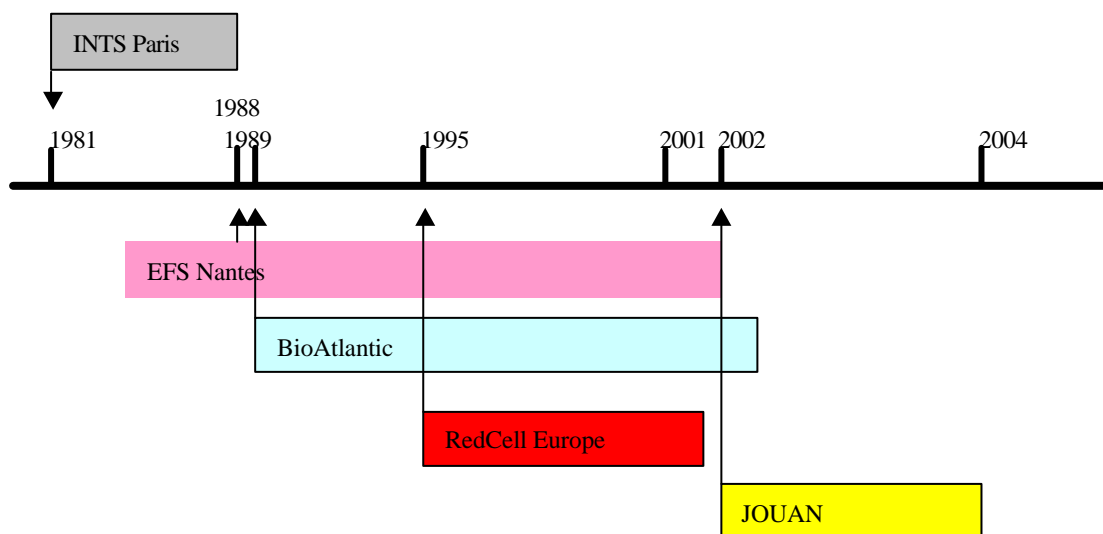 INTS Paris
1988
1981
1989
1995
2001
2002
2004
EFS Nantes
BioAtlantic
RedCell Europe
JOUAN